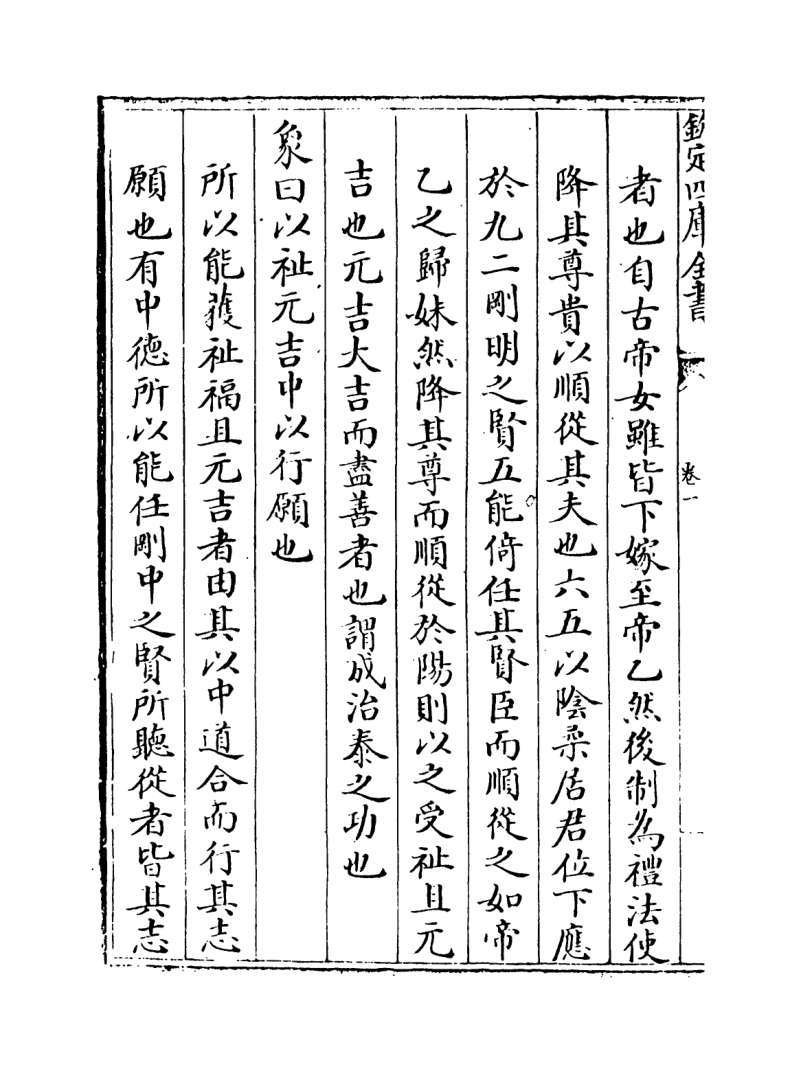 欽定四庫全書
卷一
者也自古帝女雖皆下嫁至帝乙然後制為禮法使
降其尊貴以順從其夫也六五以陰柔居君位下應
於九二剛明之賢五能倚任其賢臣而順從之如帝
乙之歸妹然降其尊而順從於陽則以之受祉且元
吉也元吉大吉而盡善者也謂成治泰之功也
象曰以祉元吉中以行願也
所以能獲祉福且元吉者由其以中道合而行其志
願也有中德所以能任剛中之賢所聽從者皆其志